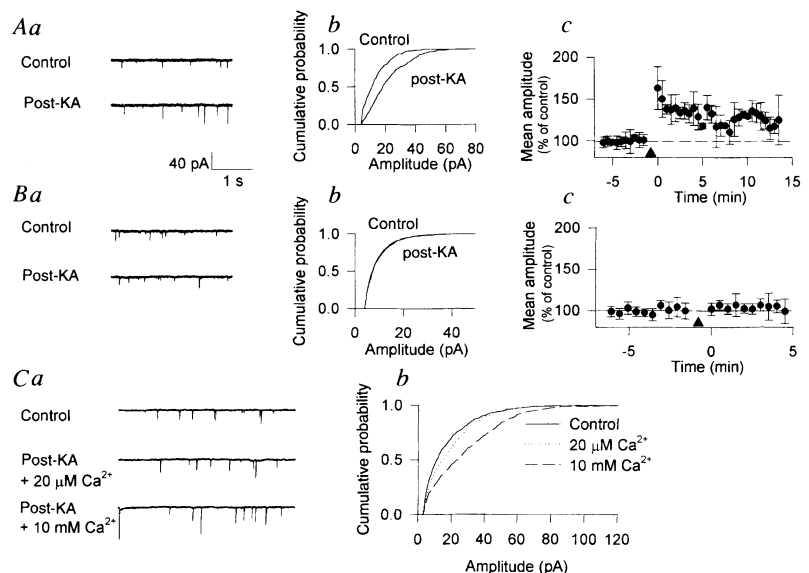 Aa
Control
Post-KA
40 pA
1 s
b
Cumulative probability
1.0
0.5
0.0
Control
post-KA
0 20 40 60 80
Amplitude (pA)
c
Mean amplitude
(% of control)
200
150
100
-5 0 5 10 15
Time (min)
Ba
Control
Post-KA
b
Cumulative probability
1.0
0.5
0.0
Control
post-KA
0 20 40
Amplitude (pA)
c
Mean amplitude
(% of control)
200
150
100
-5 0 5
Time (min)
Ca
Control
Post-KA
+ 20 µM Ca²⁺
Post-KA
+ 10 mM Ca²⁺
b
Cumulative probability
1.0
0.5
0.0
Control
20 µM Ca²⁺
10 mM Ca²⁺
0 20 40 60 80 100 120
Amplitude (pA)